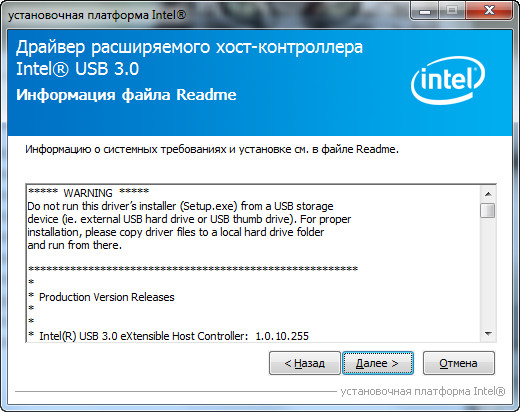 установочная платформа Intel®
Драйвер расширяемого хост-контроллера
Intel® USB 3.0
Информация файла Readme
intel
Информацию о системных требованиях и установке см. в файле Readme.
***** WARNING *****
Do not run this driver's installer (Setup.exe) from a USB storage
device (ie. external USB hard drive or USB thumb drive). For proper
installation, please copy driver files to a local hard drive folder
and run from there.
*******************************************************
*
* Production Version Releases
*
*
* Intel(R) USB 3.0 eXtensible Host Controller: 1.0.10.255
< Назад
Далее >
Отмена
установочная платформа Intel®